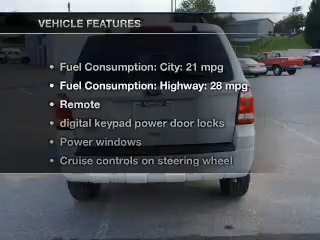 VEHICLE FEATURES
• Fuel Consumption: City: 21 mpg
• Fuel Consumption: Highway: 28 mpg
• Remote
• digital keypad power door locks
• Power windows
• Cruise controls on steering wheel